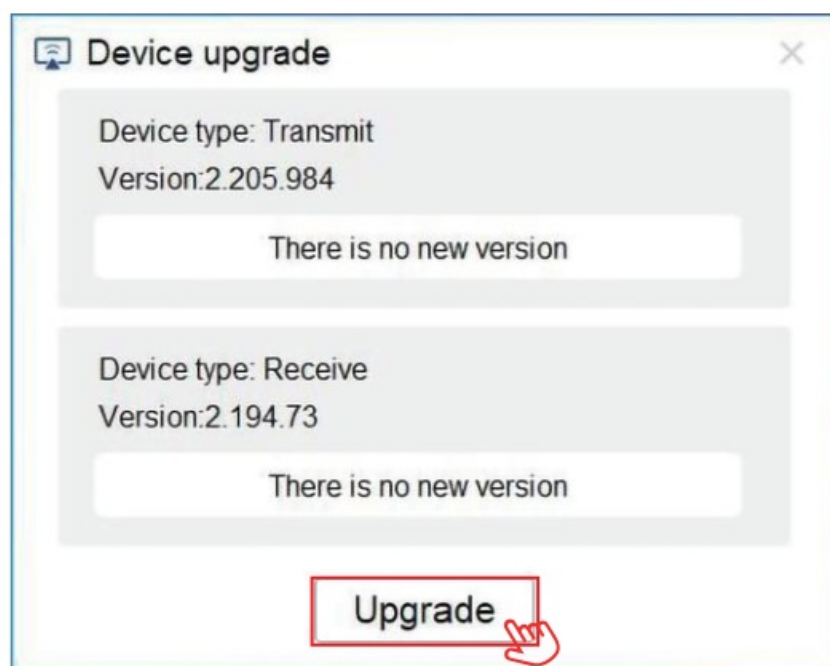 Device upgrade
Device type: Transmit
Version:2.205.984
There is no new version
Device type: Receive
Version:2.194.73
There is no new version
Upgrade